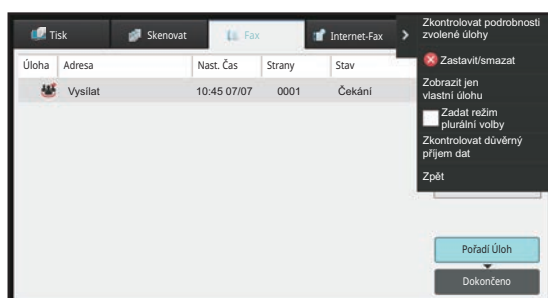 Tisk
Skenovat
Fax
Internet-Fax
Úloha Adresa Nast. Čas Strany Stav
Vysílat 10:45 07/07 0001 Čekání
Zkontrolovat podrobnosti
zvolené úlohy
Zastavit/smazat
Zobrazit jen
vlastní úlohu
Zadat režim
plurální volby
Zkontrolovat důvěrný
příjem dat
Zpět
Pořadí Úloh
Dokončeno